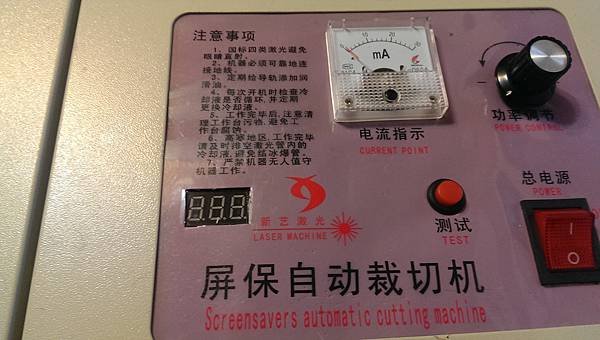 注意事项
1、国标四类激光避免
眼睛直射。
2、机器必须可靠地连
接地线。
3、定期给导轨添加润
滑油。
4、每次开机时检查冷
却液是否循环,并定期
更换冷却液。
5、工作完毕后,注意清
理工作台污物,避免工
作台腐蚀。
6、高寒地区,工作完毕
请及时排空激光管内的
冷却液,避免结冰爆管。
7、严禁机器无人值守
机器工作。
mA
电流指示
CURRENT POINT
功率调节
POWER CONTROL
8.8.8.
新艺激光
LASER MACHINE
测试
TEST
总电源
POWER
I
O
屏保自动裁切机
Screensavers automatic cutting machine